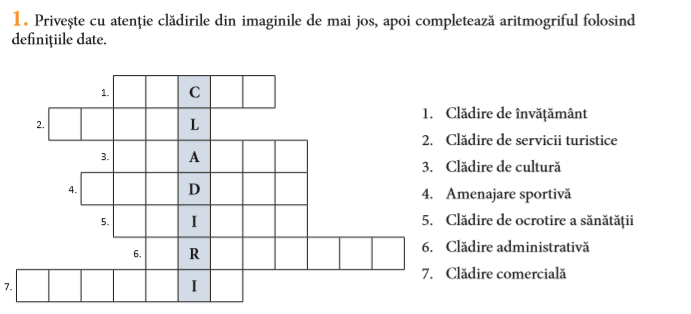 1. Privește cu atenție clădirile din imaginile de mai jos, apoi completează aritmogriful folosind
definițiile date.
1. C
2. L
3. A
4. D
5. I
6. R
7. I
1. Clădire de învățământ
2. Clădire de servicii turistice
3. Clădire de cultură
4. Amenajare sportivă
5. Clădire de ocrotire a sănătății
6. Clădire administrativă
7. Clădire comercială